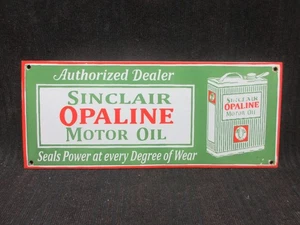 Authorized Dealer
SINCLAIR
OPALINE
MOTOR OIL
Seals Power at every Degree of Wear
SINCLAIR
OPALINE
MOTOR OIL